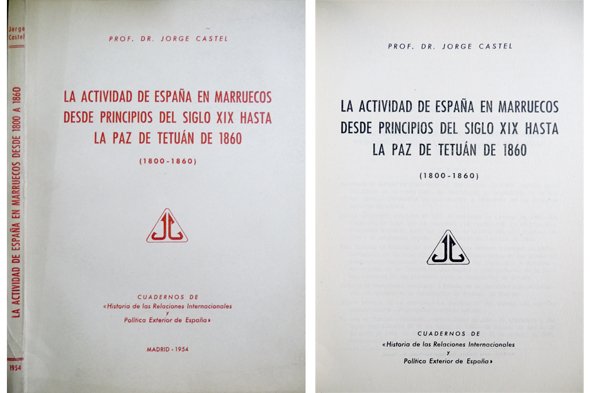 Jorge
Castel
LA ACTIVIDAD DE ESPAÑA EN MARRUECOS DESDE 1800 A 1860
1954
PROF. DR. JORGE CASTEL
LA ACTIVIDAD DE ESPAÑA EN MARRUECOS
DESDE PRINCIPIOS DEL SIGLO XIX HASTA
LA PAZ DE TETUÁN DE 1860
(1800-1860)
CUADERNOS DE
«Historia de las Relaciones Internacionales
y
Política Exterior de España»
MADRID - 1954
PROF. DR. JORGE CASTEL
LA ACTIVIDAD DE ESPAÑA EN MARRUECOS
DESDE PRINCIPIOS DEL SIGLO XIX HASTA
LA PAZ DE TETUÁN DE 1860
(1800-1860)
CUADERNOS DE
«Historia de las Relaciones Internacionales
y
Política Exterior de España»